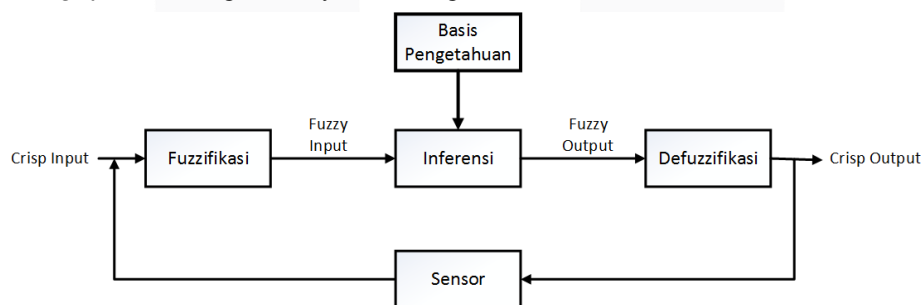 Basis
Pengetahuan
Fuzzy
Input
Fuzzy
Output
Crisp Input
Fuzzifikasi
Inferensi
Defuzzifikasi
Crisp Output
Sensor